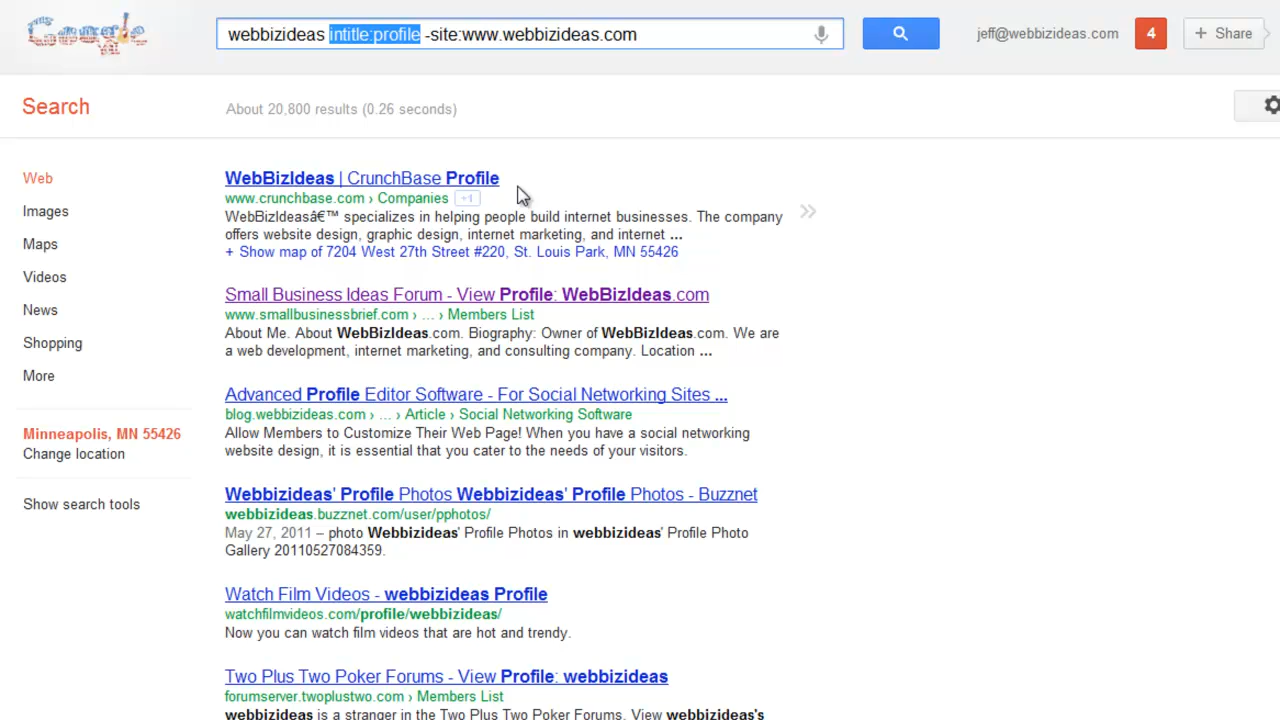 Google
webbizideas intitle:profile -site:www.webbizideas.com
jeff@webbizideas.com
4
+ Share
Search
About 20,800 results (0.26 seconds)
Web
Images
Maps
Videos
News
Shopping
More
Minneapolis, MN 55426
Change location
Show search tools
WebBizIdeas | CrunchBase Profile
www.crunchbase.com › Companies +1
WebBizIdeasâ€™ specializes in helping people build internet businesses. The company
offers website design, graphic design, internet marketing, and internet ...
+ Show map of 7204 West 27th Street #220, St. Louis Park, MN 55426
Small Business Ideas Forum - View Profile: WebBizIdeas.com
www.smallbusinessbrief.com › ... › Members List
About Me. About WebBizIdeas.com. Biography: Owner of WebBizIdeas.com. We are
a web development, internet marketing, and consulting company. Location ...
Advanced Profile Editor Software - For Social Networking Sites ...
blog.webbizideas.com › ... › Article › Social Networking Software
Allow Members to Customize Their Web Page! When you have a social networking
website design, it is essential that you cater to the needs of your visitors.
Webbizideas' Profile Photos Webbizideas' Profile Photos - Buzznet
webbizideas.buzznet.com/user/pphotos/
May 27, 2011 – photo Webbizideas' Profile Photos in webbizideas' Profile Photo
Gallery 20110527084359.
Watch Film Videos - webbizideas Profile
watchfilmvideos.com/profile/webbizideas/
Now you can watch film videos that are hot and trendy.
Two Plus Two Poker Forums - View Profile: webbizideas
forumserver.twoplustwo.com › Members List
webbizideas is a stranger in the Two Plus Two Poker Forums. View webbizideas's